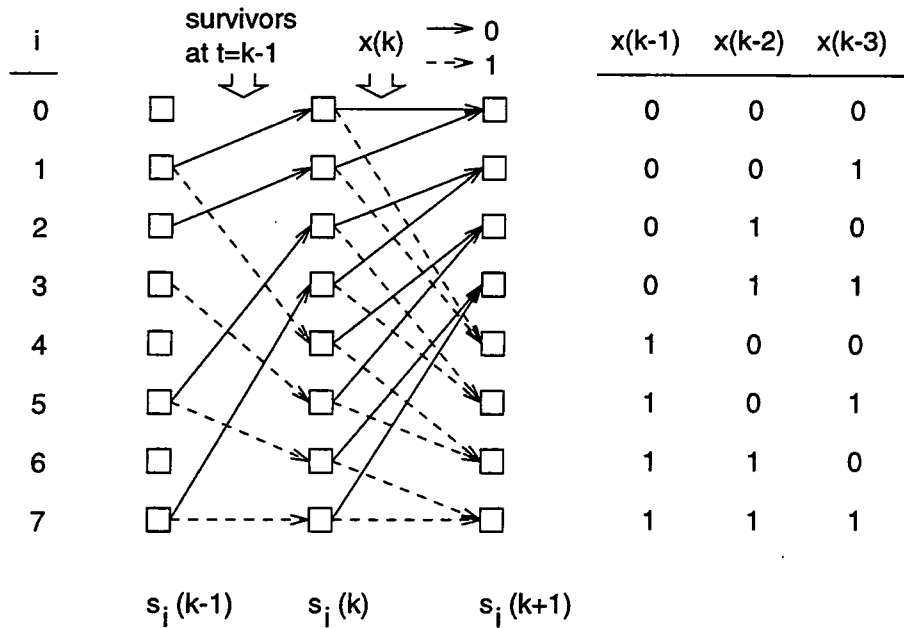 survivors
at t=k-1
x(k)
0
1
i x(k-1) x(k-2) x(k-3)
0 0 0 0
1 0 0 1
2 0 1 0
3 0 1 1
4 1 0 0
5 1 0 1
6 1 1 0
7 1 1 1
s_i (k-1) s_i (k) s_i (k+1)